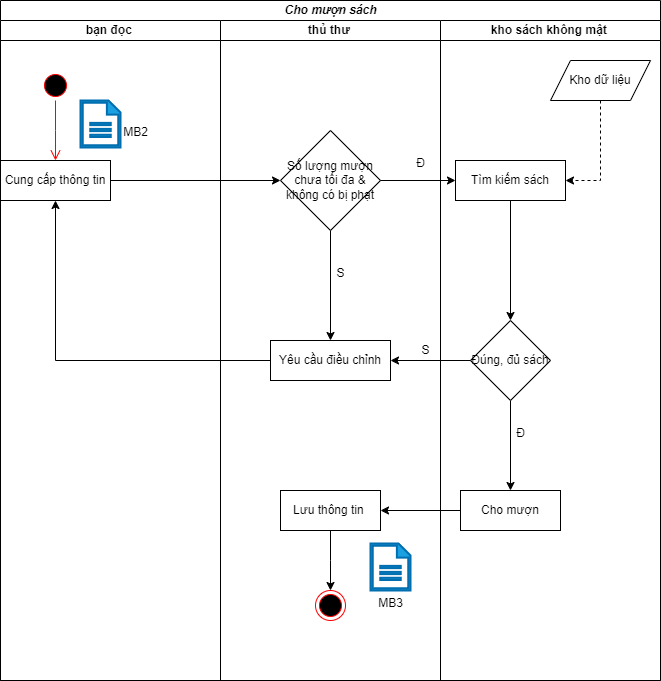 Cho mượn sách
bạn đọc
thủ thư
kho sách không mật
Kho dữ liệu
MB2
Cung cấp thông tin
Số lượng mượn
chưa tối đa &
không có bị phạt
Đ
Tìm kiếm sách
S
Yêu cầu điều chỉnh
S
Đúng, đủ sách
Đ
Lưu thông tin
Cho mượn
MB3